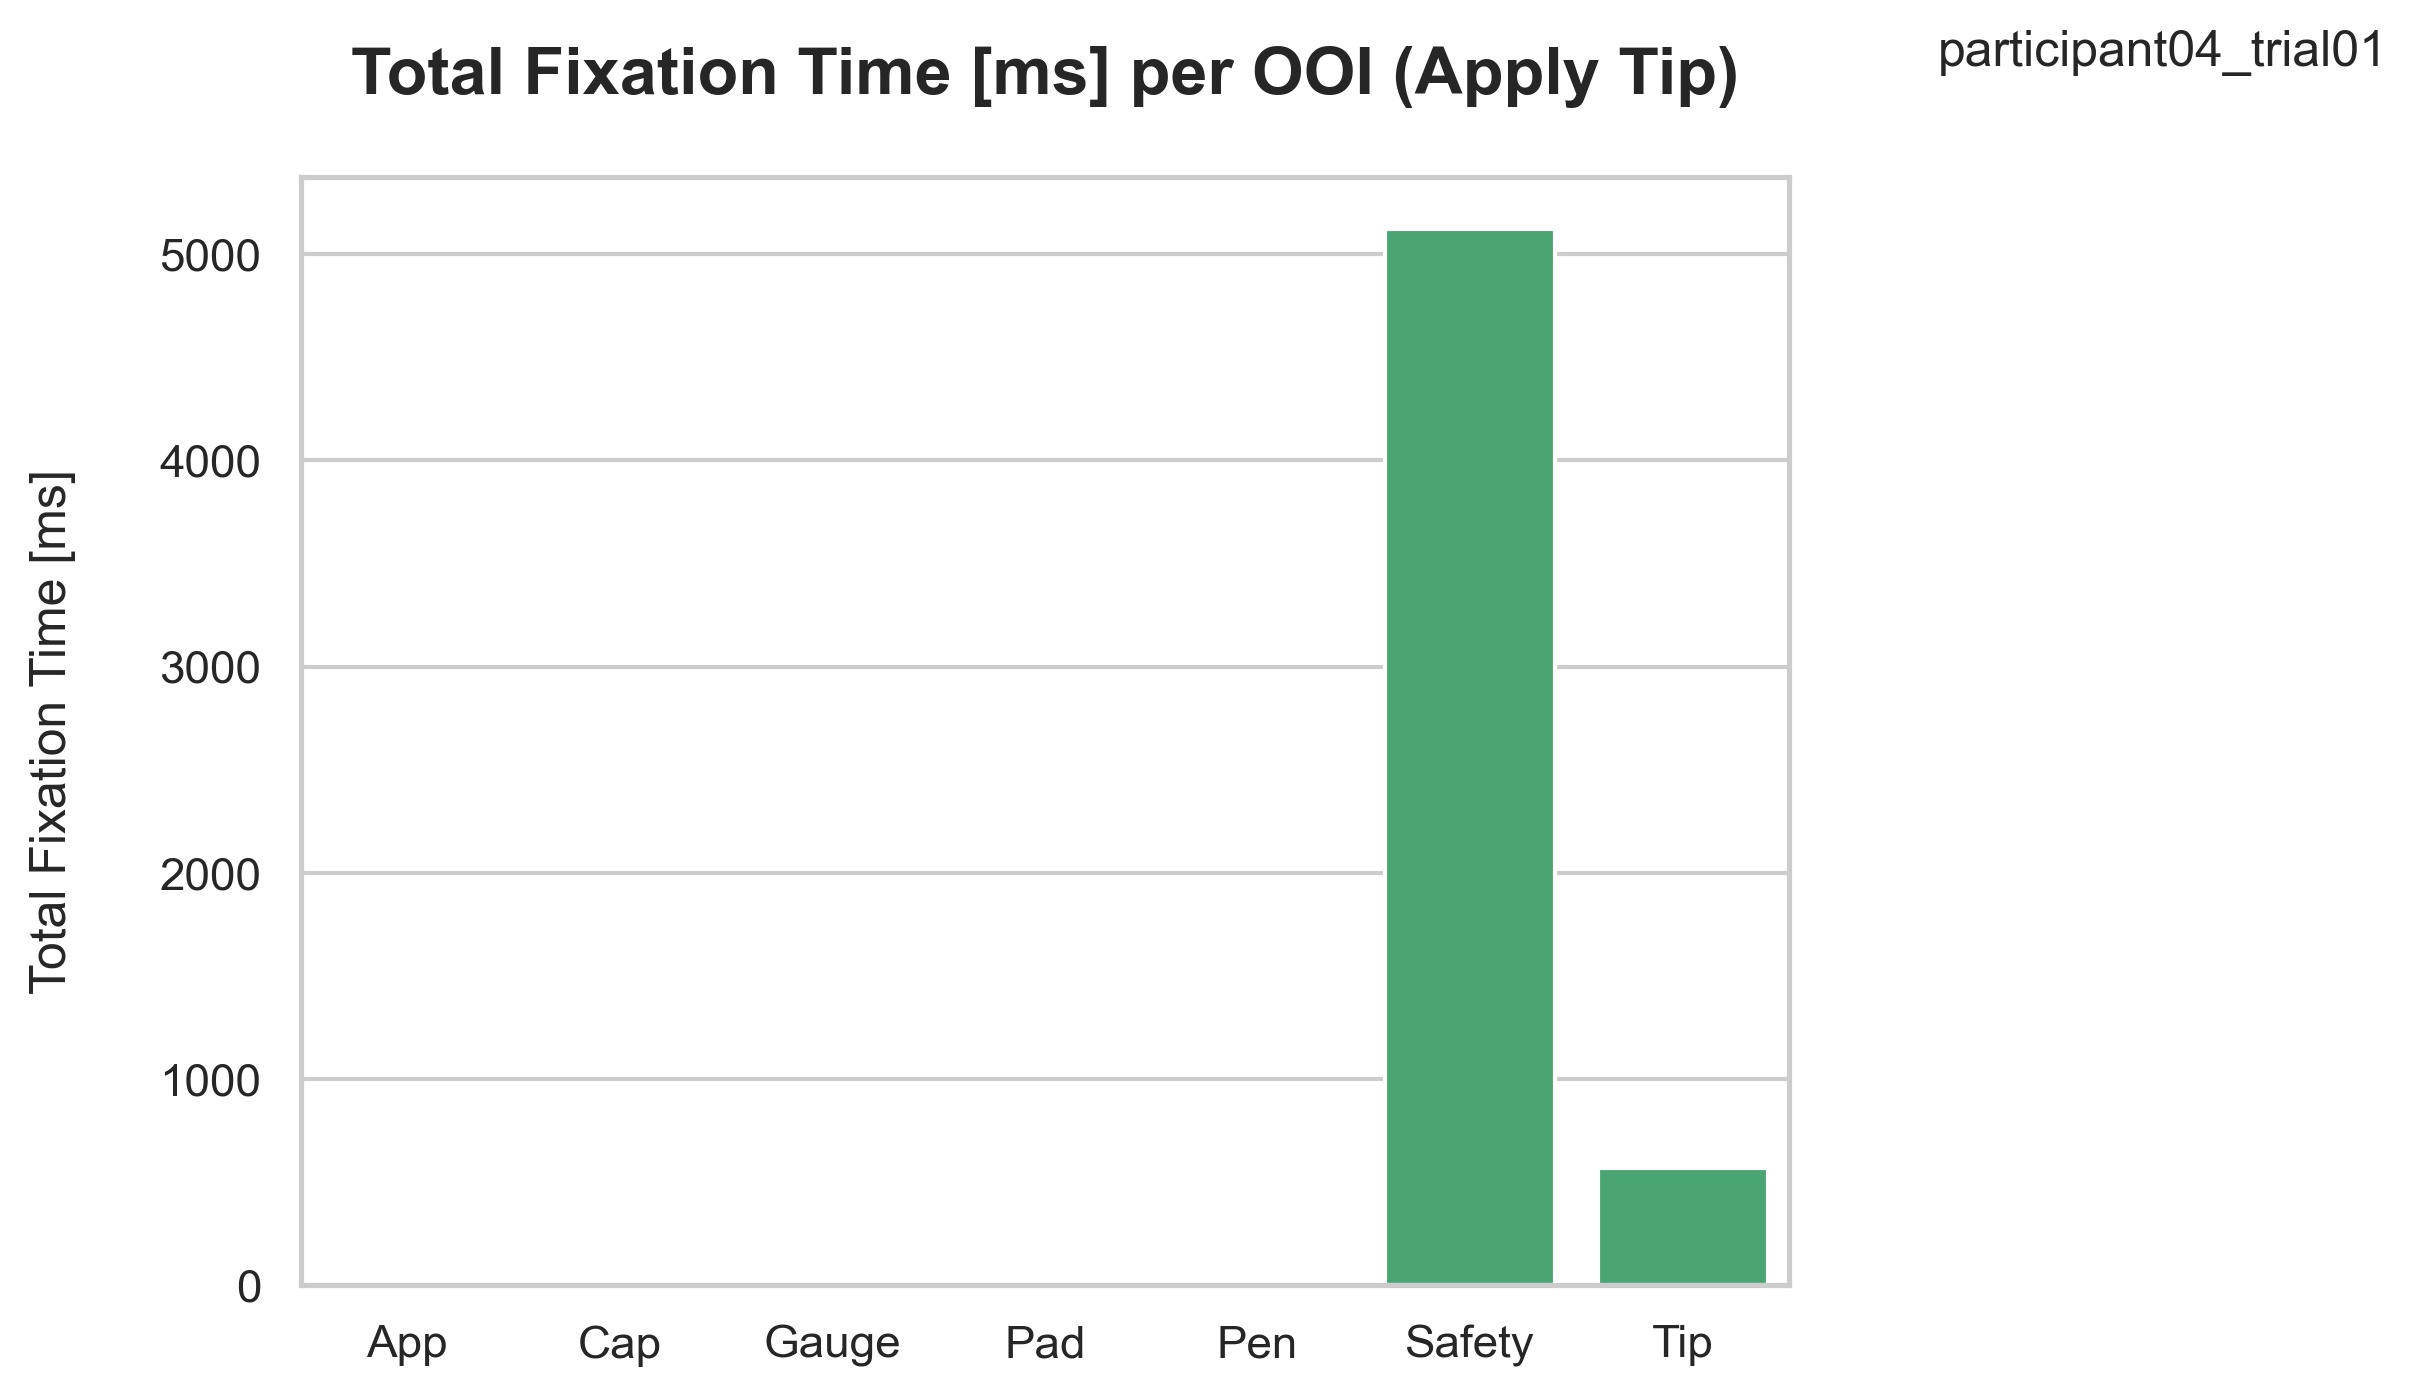 Total Fixation Time [ms] per OOI (Apply Tip)
participant04_trial01
Total Fixation Time [ms]
5000
4000
3000
2000
1000
0
App Cap Gauge Pad Pen Safety Tip